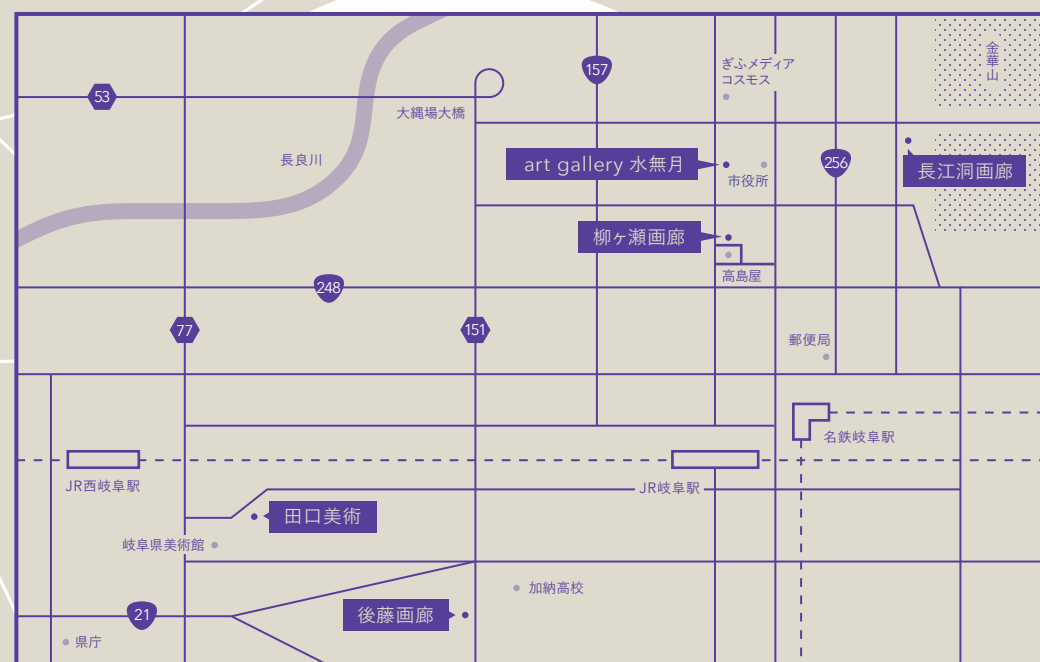 金華山
ぎふメディア
コスモス
157
53
大縄場大橋
長良川
art gallery 水無月
市役所
256
長江洞画廊
柳ヶ瀬画廊
高島屋
248
77
151
郵便局
名鉄岐阜駅
JR西岐阜駅
JR岐阜駅
田口美術
岐阜県美術館
加納高校
後藤画廊
21
県庁